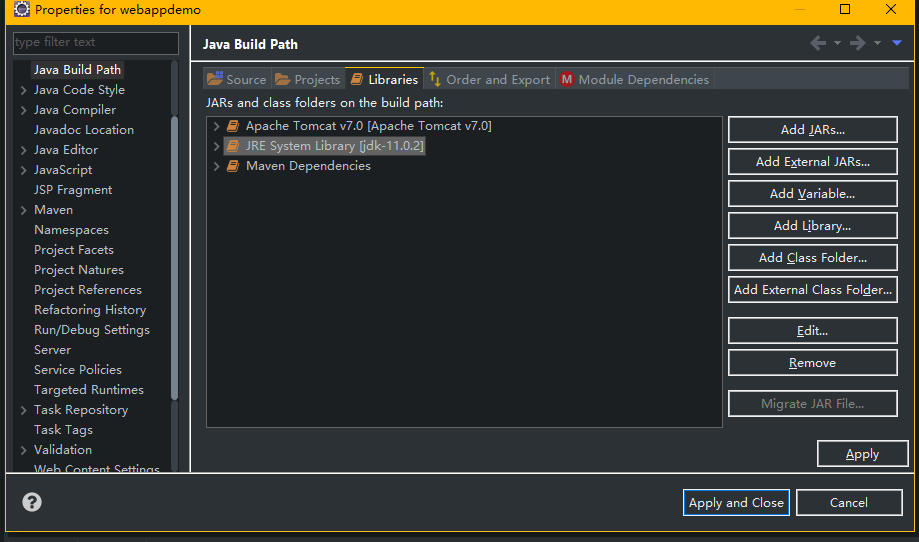 Properties for webappdemo
type filter text
Java Build Path
Java Code Style
Java Compiler
Javadoc Location
Java Editor
JavaScript
JSP Fragment
Maven
Namespaces
Project Facets
Project Natures
Project References
Refactoring History
Run/Debug Settings
Server
Service Policies
Targeted Runtimes
Task Repository
Task Tags
Validation
Web Content Settings
Java Build Path
Source Projects Libraries Order and Export M Module Dependencies
JARs and class folders on the build path:
Apache Tomcat v7.0 [Apache Tomcat v7.0]
JRE System Library [jdk-11.0.2]
Maven Dependencies
Add JARs...
Add External JARs...
Add Variable...
Add Library...
Add Class Folder...
Add External Class Folder...
Edit...
Remove
Migrate JAR File...
Apply
?
Apply and Close
Cancel